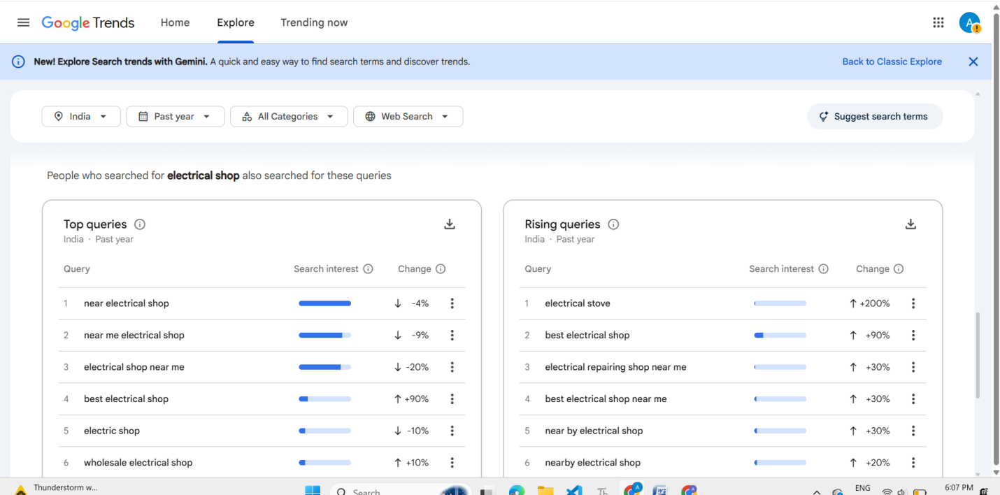 Google Trends Home Explore Trending now
A
New! Explore Search trends with Gemini. A quick and easy way to find search terms and discover trends. Back to Classic Explore
India Past year All Categories Web Search Suggest search terms
People who searched for electrical shop also searched for these queries
Top queries
India · Past year
Query Search interest Change
1 near electrical shop ↓ -4%
2 near me electrical shop ↓ -9%
3 electrical shop near me ↓ -20%
4 best electrical shop ↑ +90%
5 electric shop ↓ -10%
6 wholesale electrical shop ↑ +10%
Rising queries
India · Past year
Query Search interest Change
1 electrical stove ↑ +200%
2 best electrical shop ↑ +90%
3 electrical repairing shop near me ↑ +30%
4 best electrical shop near me ↑ +30%
5 near by electrical shop ↑ +30%
6 nearby electrical shop ↑ +20%
Thunderstorm w... Search ENG 6:07 PM